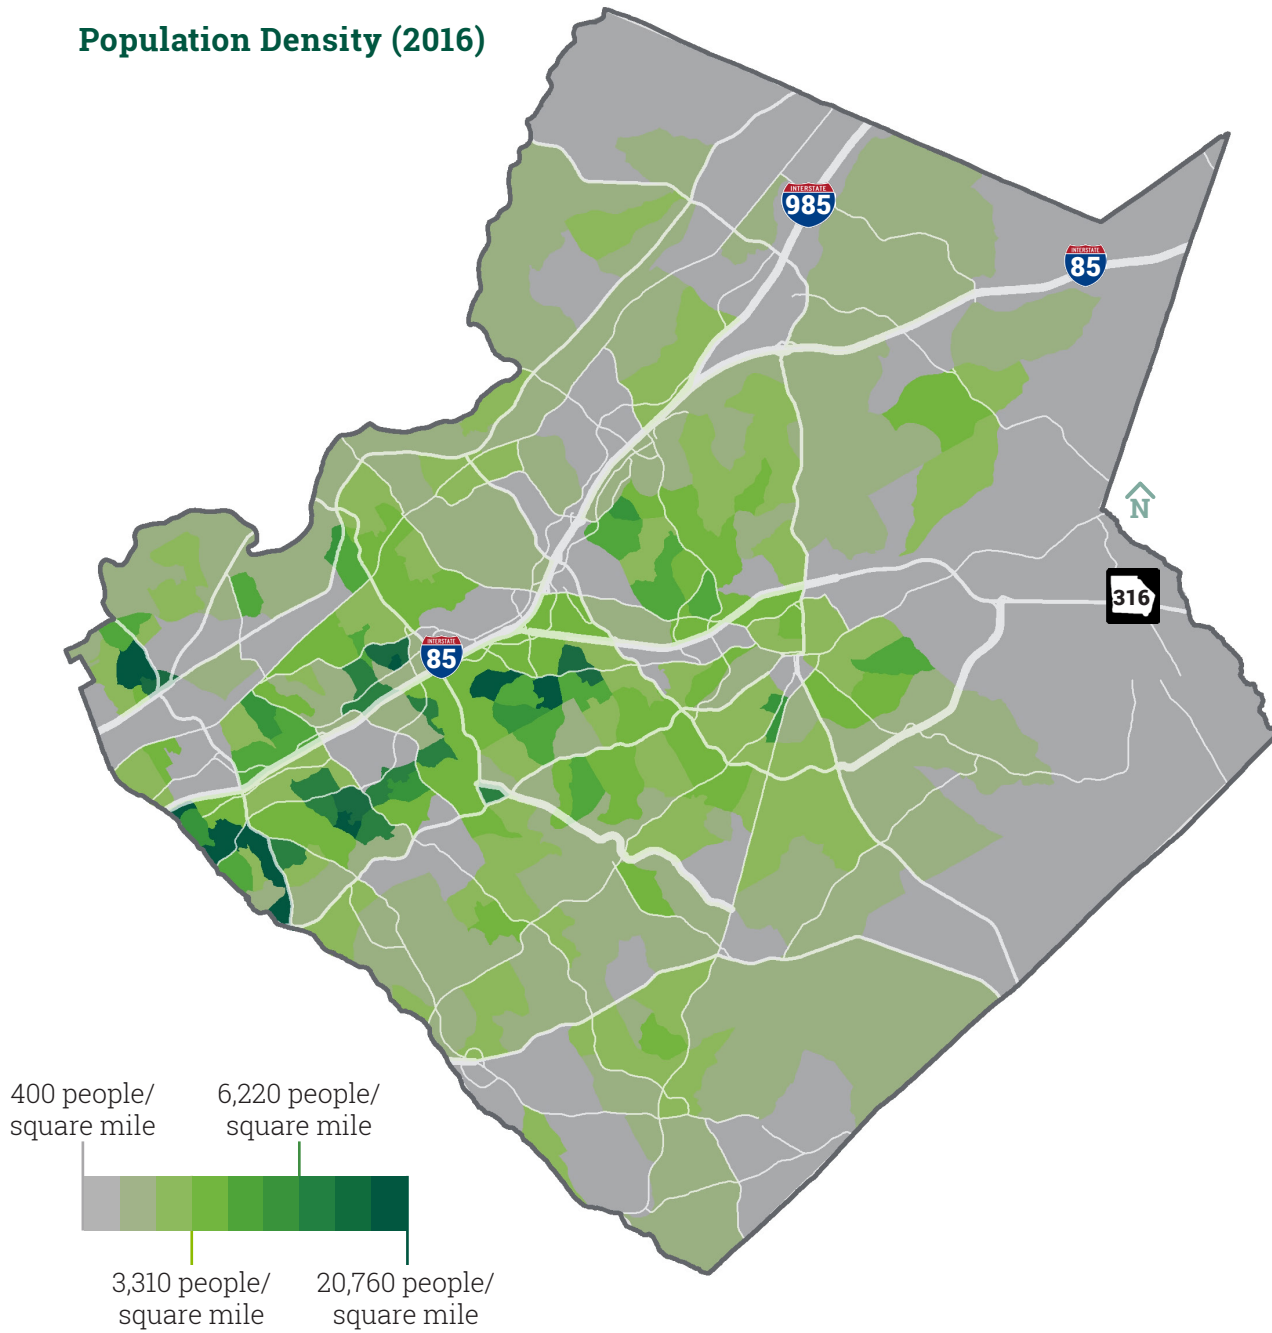 Population Density (2016)
INTERSTATE
985
INTERSTATE
85
N
316
INTERSTATE
85
400 people/
square mile
6,220 people/
square mile
3,310 people/
square mile
20,760 people/
square mile